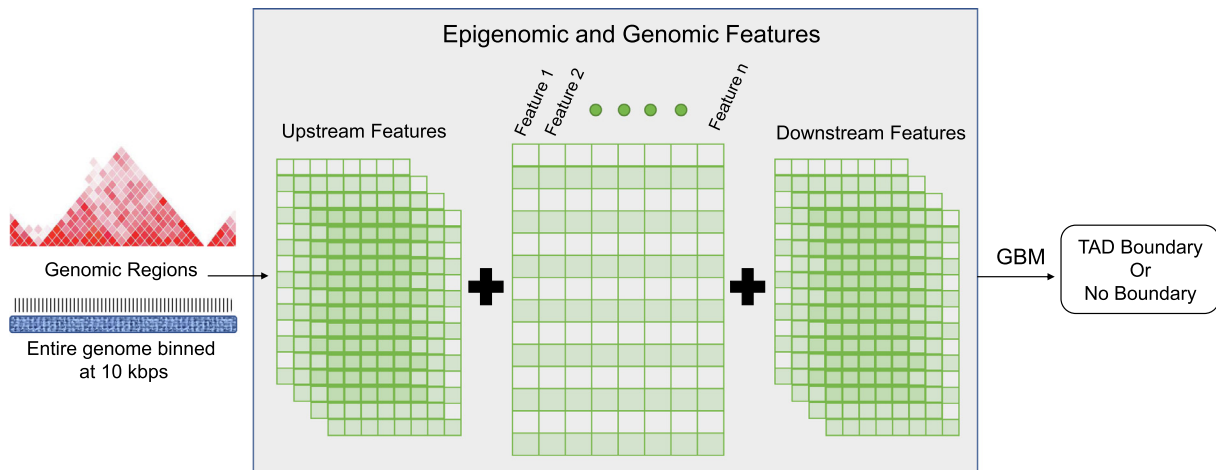 Epigenomic and Genomic Features
Feature 1
Feature 2
Feature n
Upstream Features
Downstream Features
Genomic Regions
Entire genome binned
at 10 kbps
GBM
TAD Boundary
Or
No Boundary